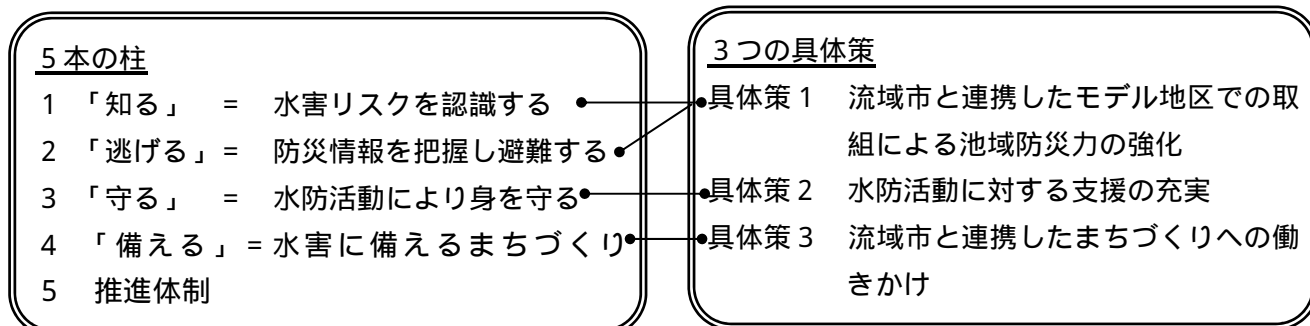 5本の柱
1 「知る」 = 水害リスクを認識する
2 「逃げる」= 防災情報を把握し避難する
3 「守る」 = 水防活動により身を守る
4 「備える」=水害に備えるまちづくり
5 推進体制
3つの具体策
具体策1 流域市と連携したモデル地区での取
組による池域防災力の強化
具体策2 水防活動に対する支援の充実
具体策3 流域市と連携したまちづくりへの働
きかけ